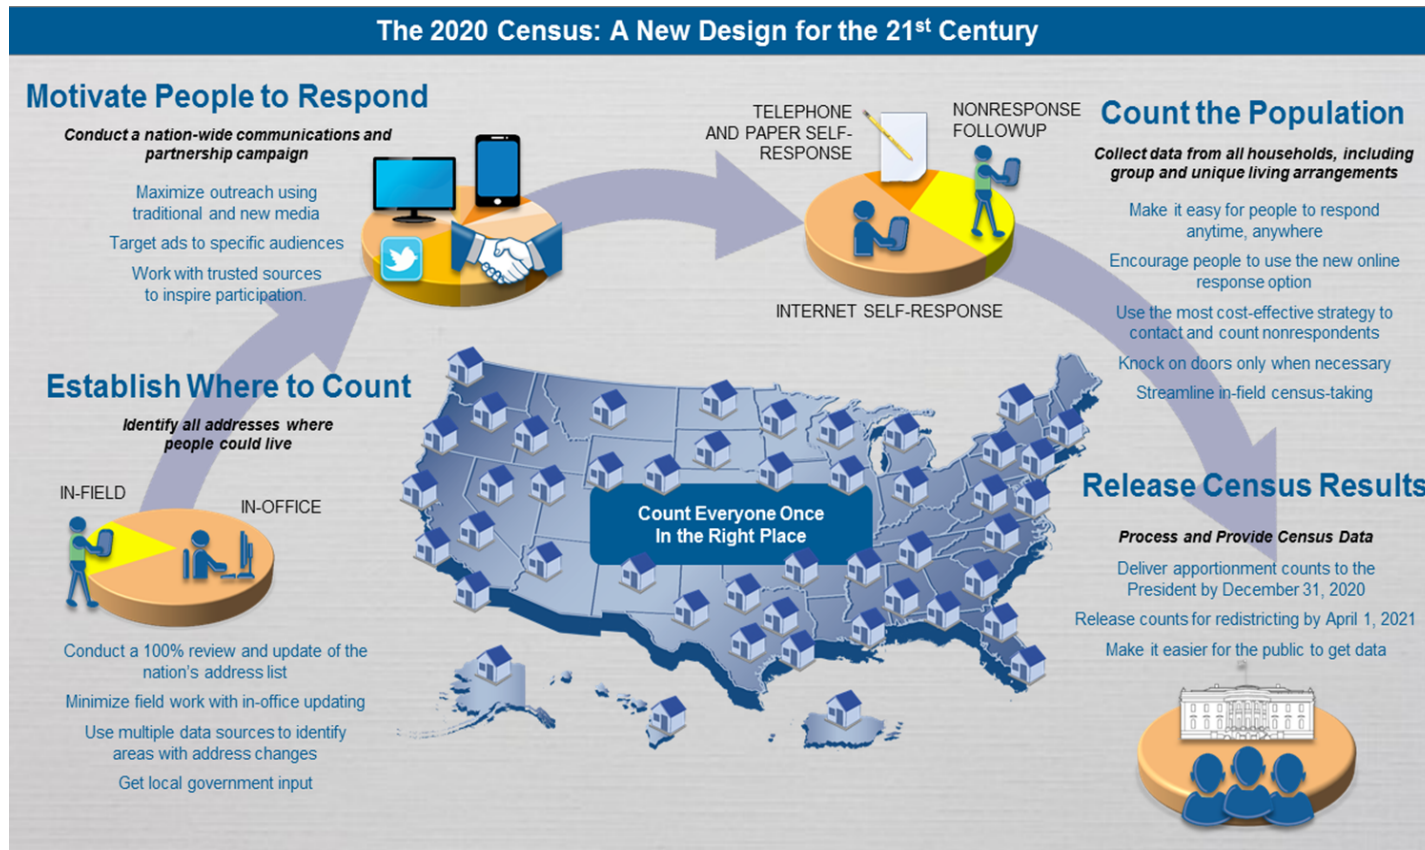 The 2020 Census: A New Design for the 21st Century
Motivate People to Respond
Conduct a nation-wide communications and
partnership campaign
Maximize outreach using
traditional and new media
Target ads to specific audiences
Work with trusted sources
to inspire participation.
TELEPHONE
AND PAPER SELF-
RESPONSE
NONRESPONSE
FOLLOWUP
INTERNET SELF-RESPONSE
Count the Population
Collect data from all households, including
group and unique living arrangements
Make it easy for people to respond
anytime, anywhere
Encourage people to use the new online
response option
Use the most cost-effective strategy to
contact and count nonrespondents
Knock on doors only when necessary
Streamline in-field census-taking
Establish Where to Count
Identify all addresses where
people could live
IN-FIELD
IN-OFFICE
Conduct a 100% review and update of the
nation's address list
Minimize field work with in-office updating
Use multiple data sources to identify
areas with address changes
Get local government input
Count Everyone Once
In the Right Place
Release Census Results
Process and Provide Census Data
Deliver apportionment counts to the
President by December 31, 2020
Release counts for redistricting by April 1, 2021
Make it easier for the public to get data